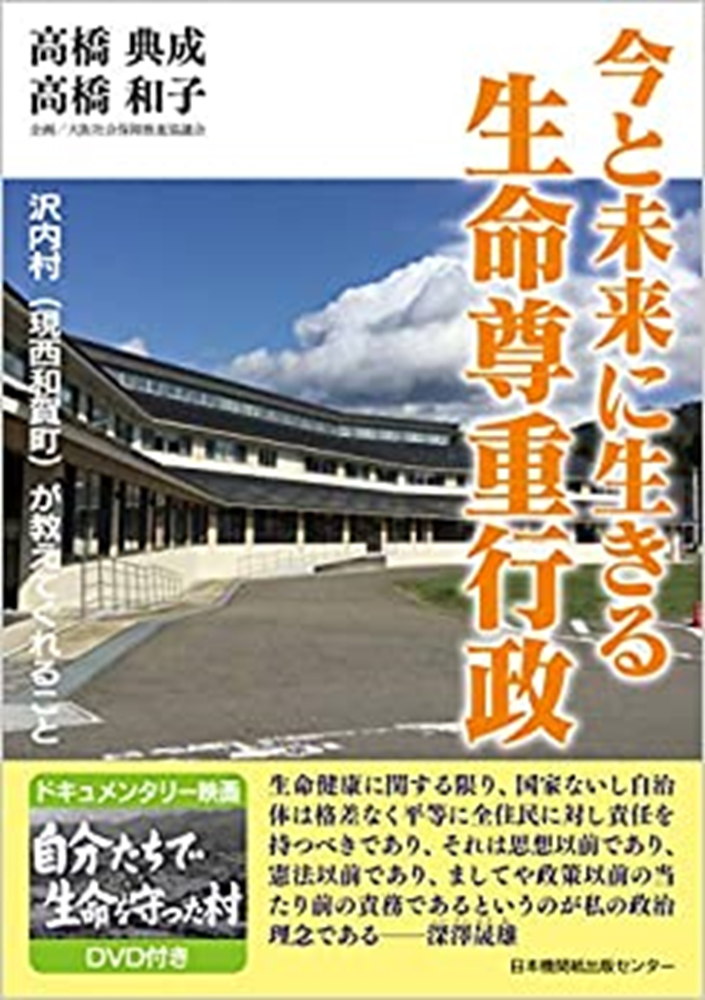 高橋 典成
高橋 和子
企画／大阪社会保障推進協議会
今と未来に生きる
生命尊重行政
沢内村（現西和賀町）が教えてくれること
ドキュメンタリー映画
自分たちで
生命を守った村
DVD付き
生命健康に関する限り、国家ないし自治
体は格差なく平等に全住民に対し責任を
持つべきであり、それは思想以前であり、
憲法以前であり、ましてや政策以前の当
たり前の責務であるというのが私の政治
理念である――深澤晟雄
日本機関紙出版センター